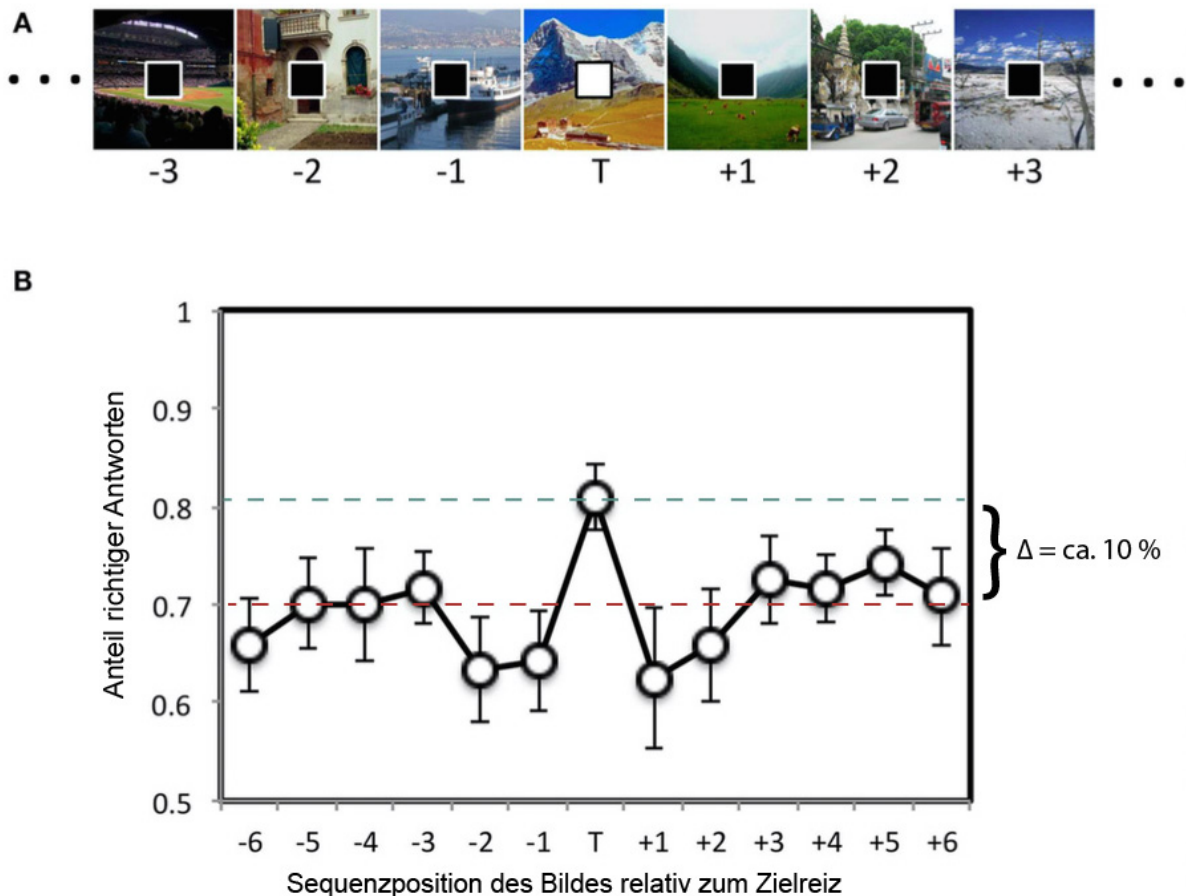 A
-3 -2 -1 T +1 +2 +3
B
1
0.9
0.8
0.7
0.6
0.5
Anteil richtiger Antworten
Δ = ca. 10 %
-6 -5 -4 -3 -2 -1 T +1 +2 +3 +4 +5 +6
Sequenzposition des Bildes relativ zum Zielreiz